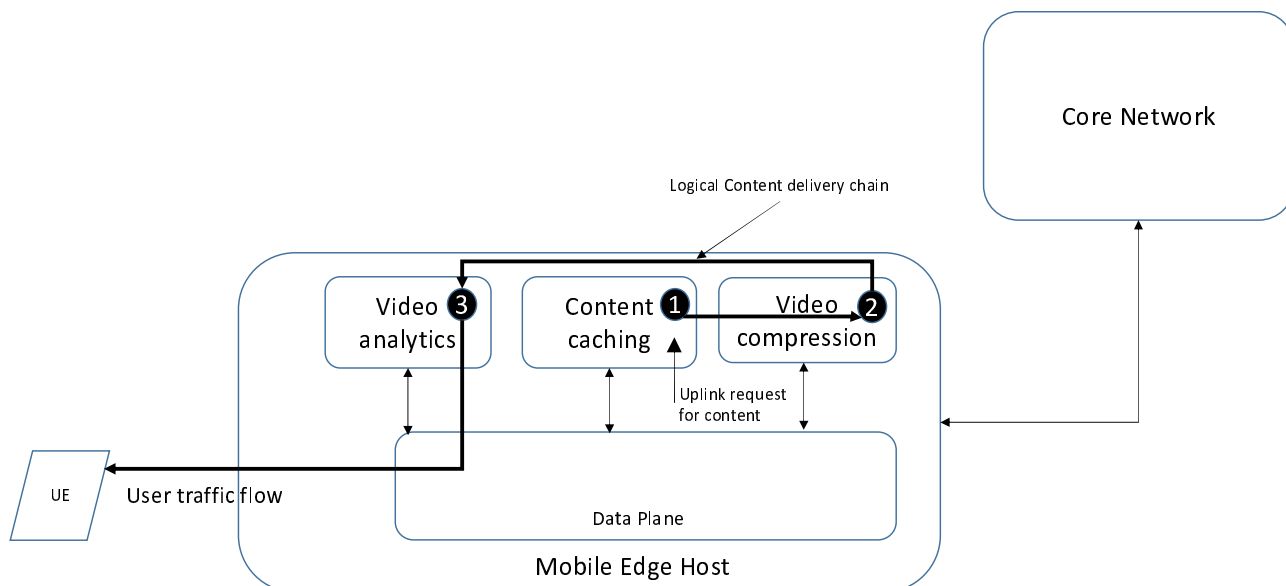 Core Network
Logical Content delivery chain
Video
analytics
3
Content
caching
1
Video
compression
2
Uplink request
for content
UE
User traffic flow
Data Plane
Mobile Edge Host